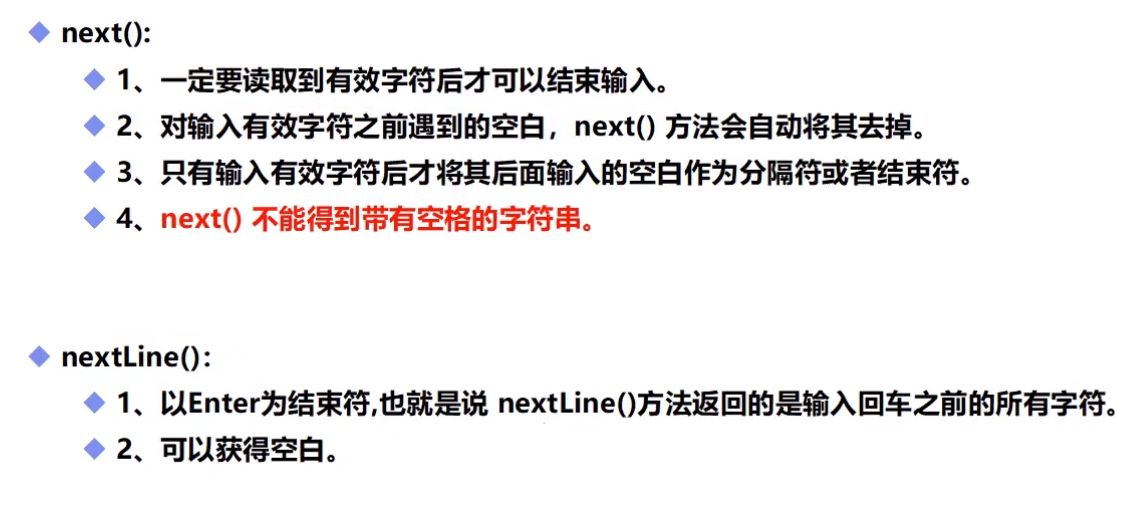 next():
1、一定要读取到有效字符后才可以结束输入。
2、对输入有效字符之前遇到的空白，next() 方法会自动将其去掉。
3、只有输入有效字符后才将其后面输入的空白作为分隔符或者结束符。
4、next() 不能得到带有空格的字符串。
nextLine()：
1、以Enter为结束符,也就是说 nextLine()方法返回的是输入回车之前的所有字符。
2、可以获得空白。